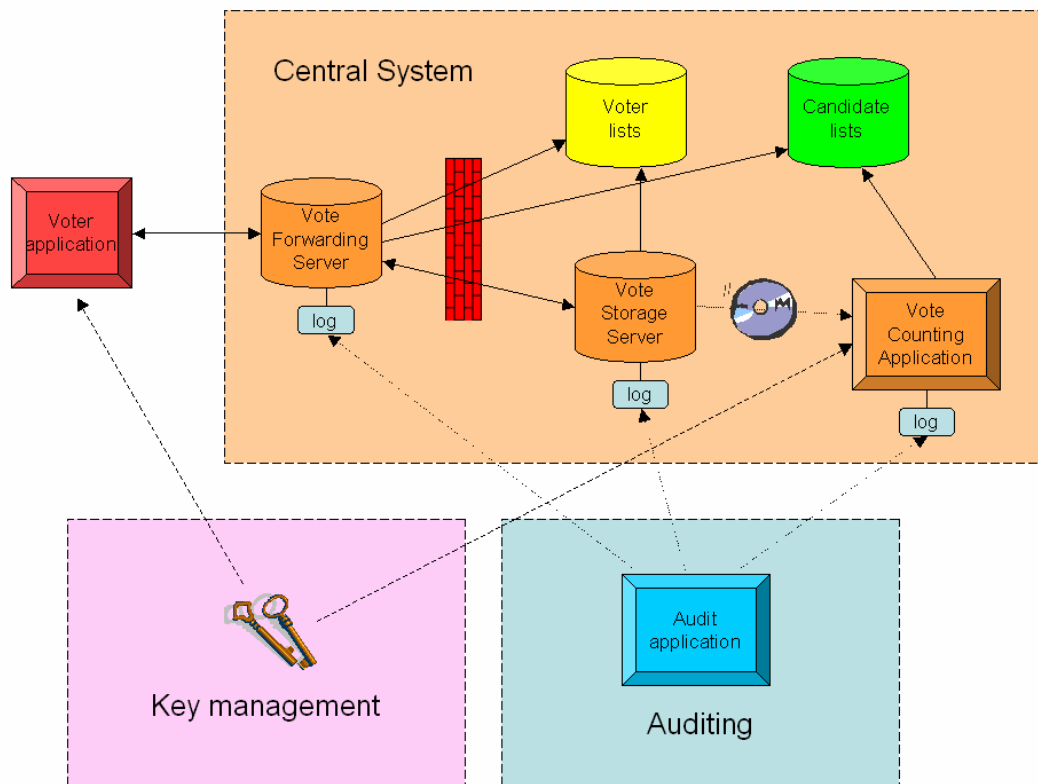 Central System
Voter
lists
Candidate
lists
Voter
application
Vote
Forwarding
Server
log
Vote
Storage
Server
log
M
Vote
Counting
Application
log
Key management
Audit
application
Auditing